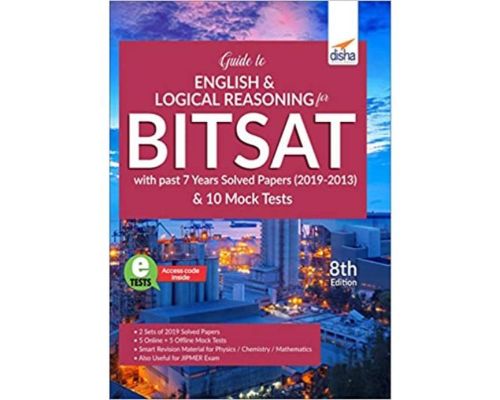 disha
Guide to
ENGLISH &
LOGICAL REASONING for
BITSAT
with past 7 Years Solved Papers (2019-2013)
& 10 Mock Tests
e
TESTS
Access code
inside
8th
Edition
• 2 Sets of 2019 Solved Papers
• 5 Online + 5 Offline Mock Tests
• Smart Revision Material for Physics / Chemistry / Mathematics
• Also Useful for JIPMER Exam